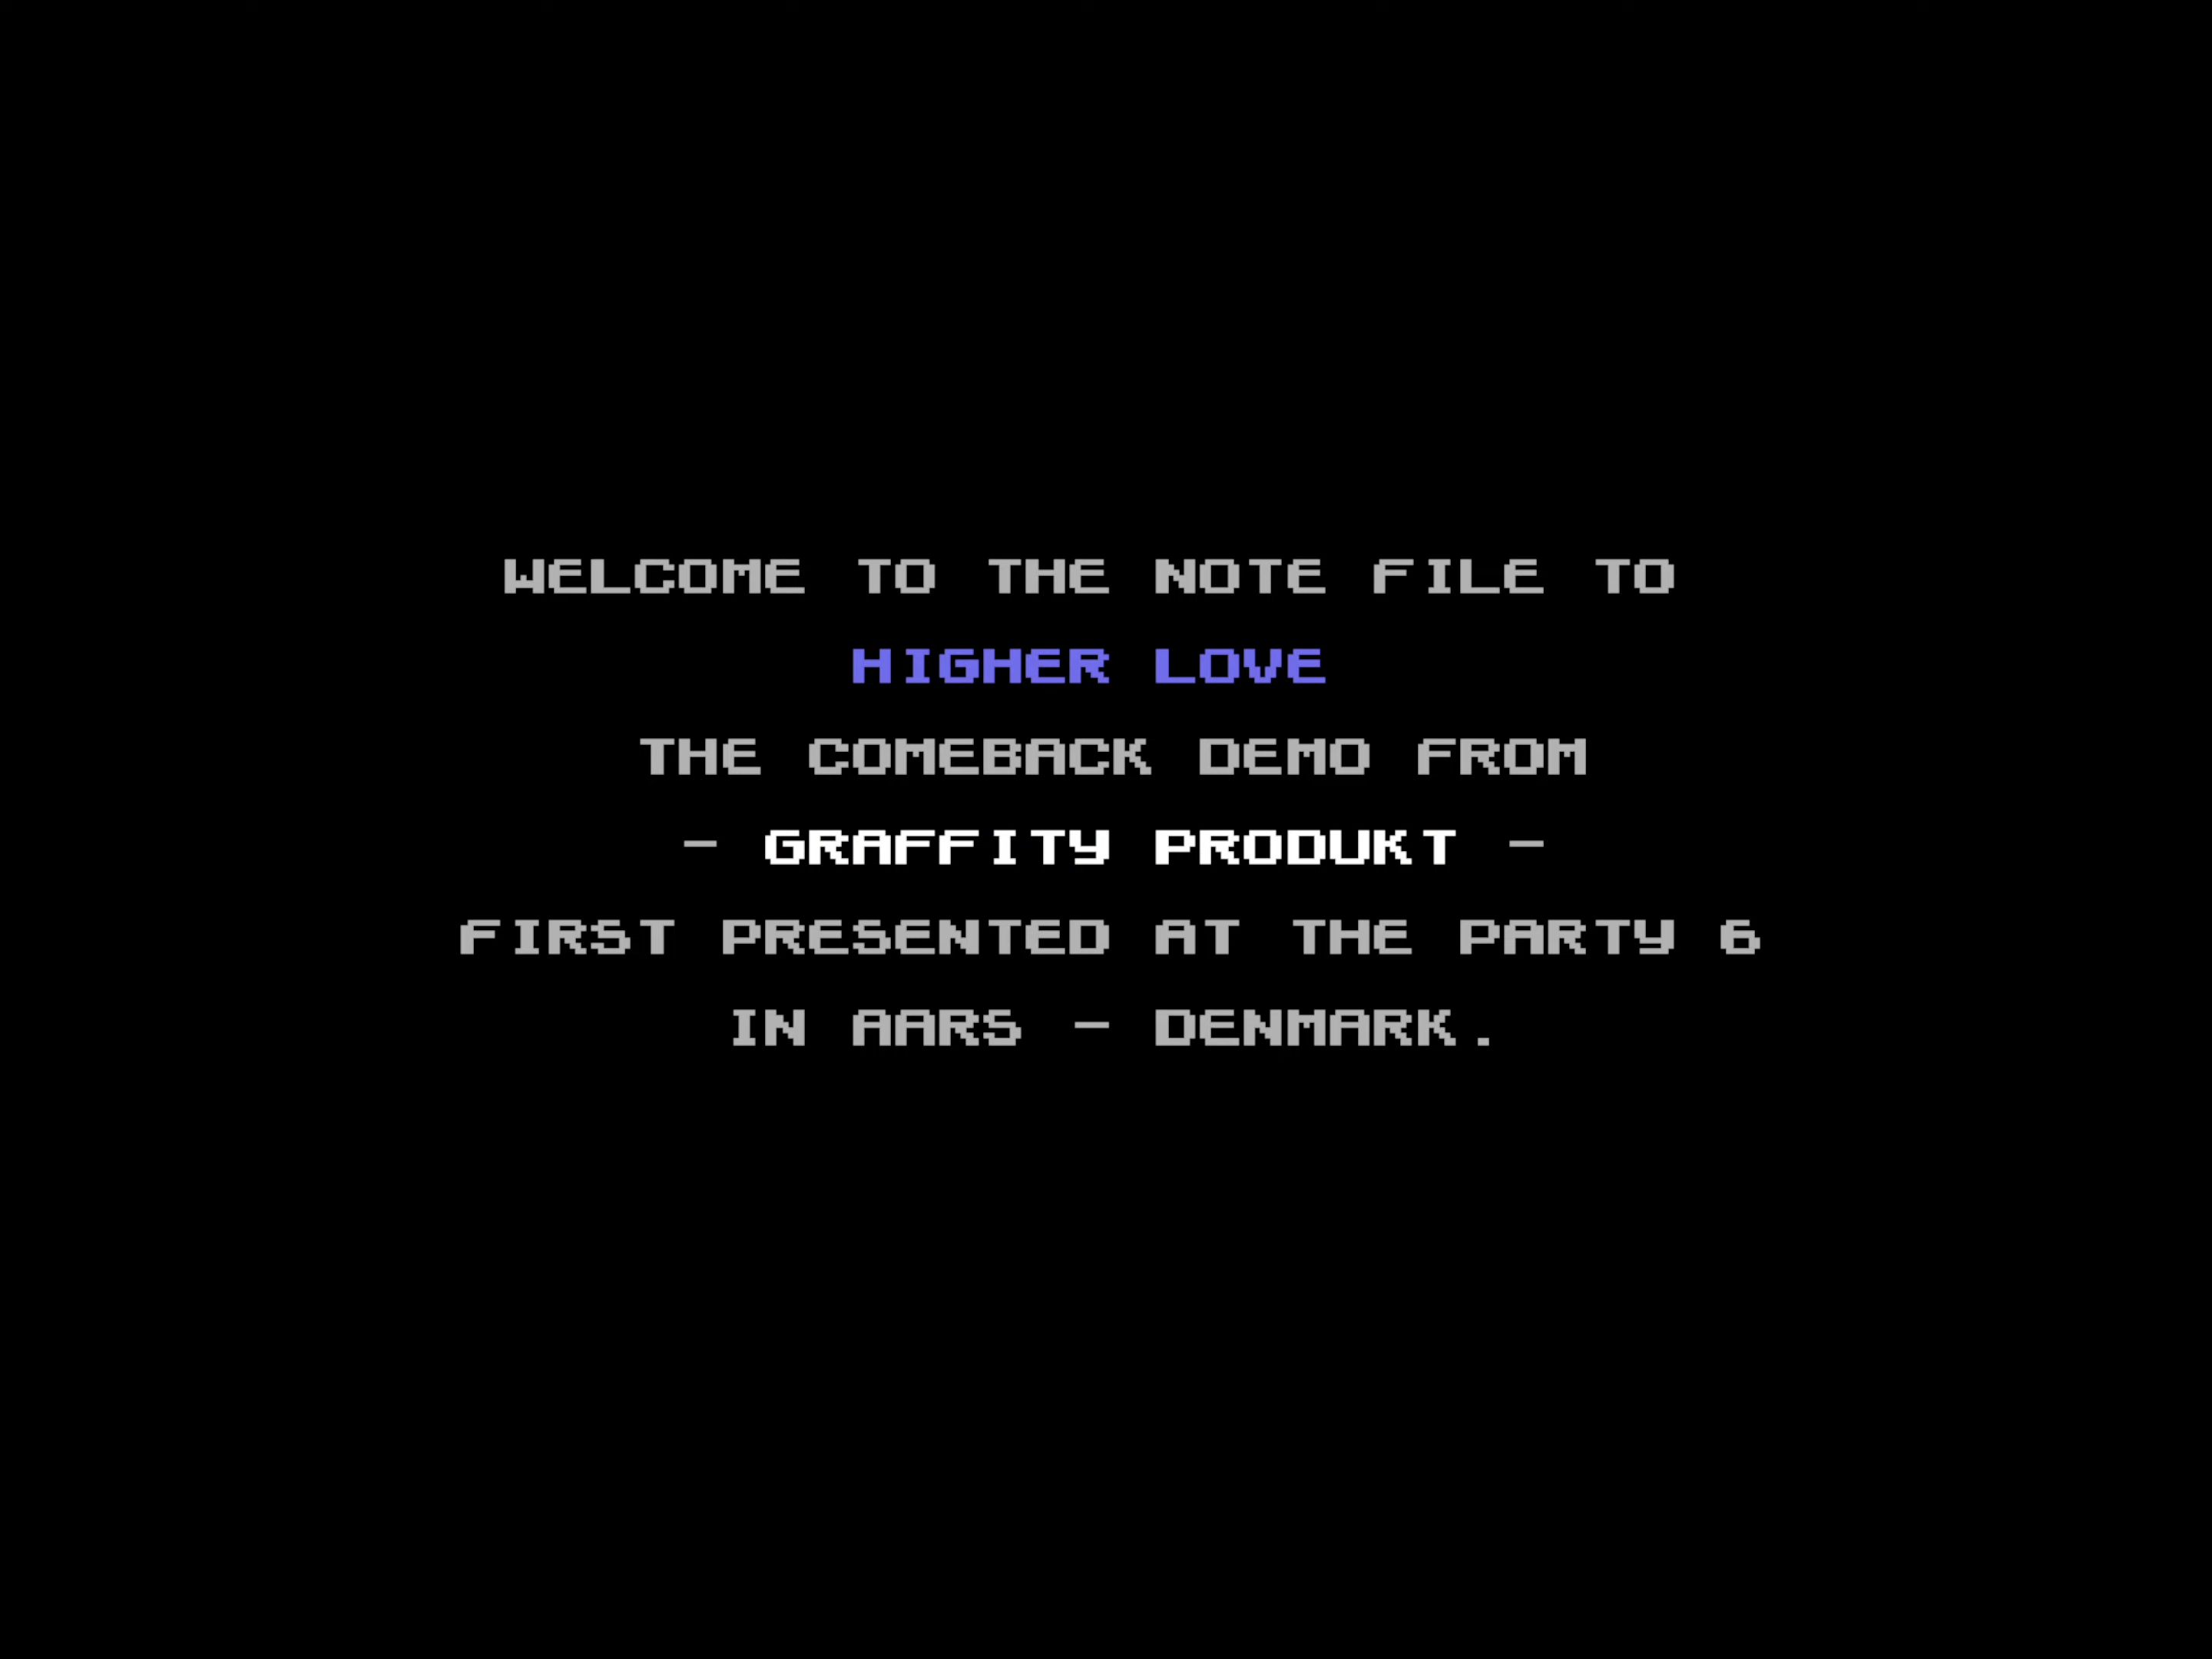 WELCOME TO THE NOTE FILE TO
HIGHER LOVE
THE COMEBACK DEMO FROM
- GRAFFITY PRODUKT -
FIRST PRESENTED AT THE PARTY 6
IN AARS - DENMARK.